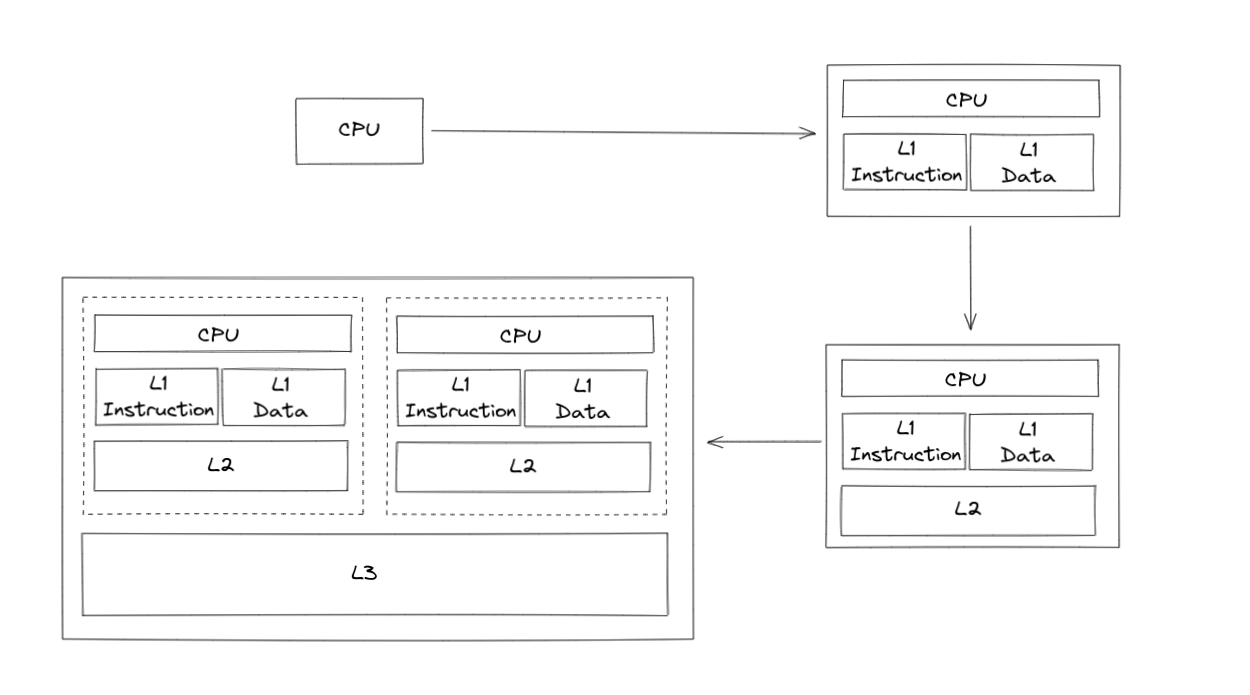 CPU
CPU
L1
Instruction
L1
Data
CPU
L1
Instruction
L1
Data
L2
CPU
L1
Instruction
L1
Data
L2
CPU
L1
Instruction
L1
Data
L2
L3